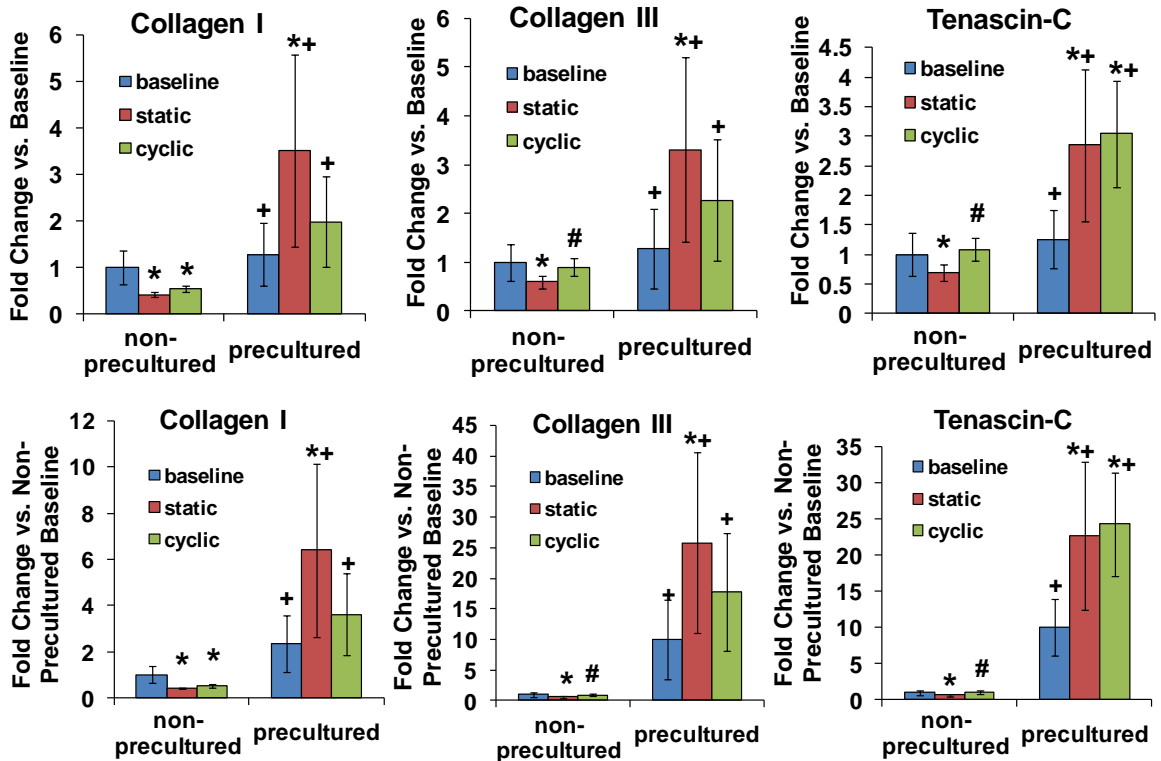 Collagen I
Fold Change vs. Baseline
6
5
4
3
2
1
0
baseline
static
cyclic
*
*
+
*+
+
non-
precultured
precultured
Collagen III
Fold Change vs. Baseline
6
5
4
3
2
1
0
baseline
static
cyclic
*
#
+
*+
+
non-
precultured
precultured
Tenascin-C
Fold Change vs. Baseline
4.5
4
3.5
3
2.5
2
1.5
1
0.5
0
baseline
static
cyclic
*
#
+
*+
*+
non-
precultured
precultured
Collagen I
Fold Change vs. Non-
Precultured Baseline
12
10
8
6
4
2
0
baseline
static
cyclic
*
*
+
*+
+
non-
precultured
precultured
Collagen III
Fold Change vs. Non-
Precultured Baseline
45
40
35
30
25
20
15
10
5
0
baseline
static
cyclic
*
#
+
*+
+
non-
precultured
precultured
Tenascin-C
Fold Change vs. Non-
Precultured Baseline
35
30
25
20
15
10
5
0
baseline
static
cyclic
*
#
+
*+
*+
non-
precultured
precultured